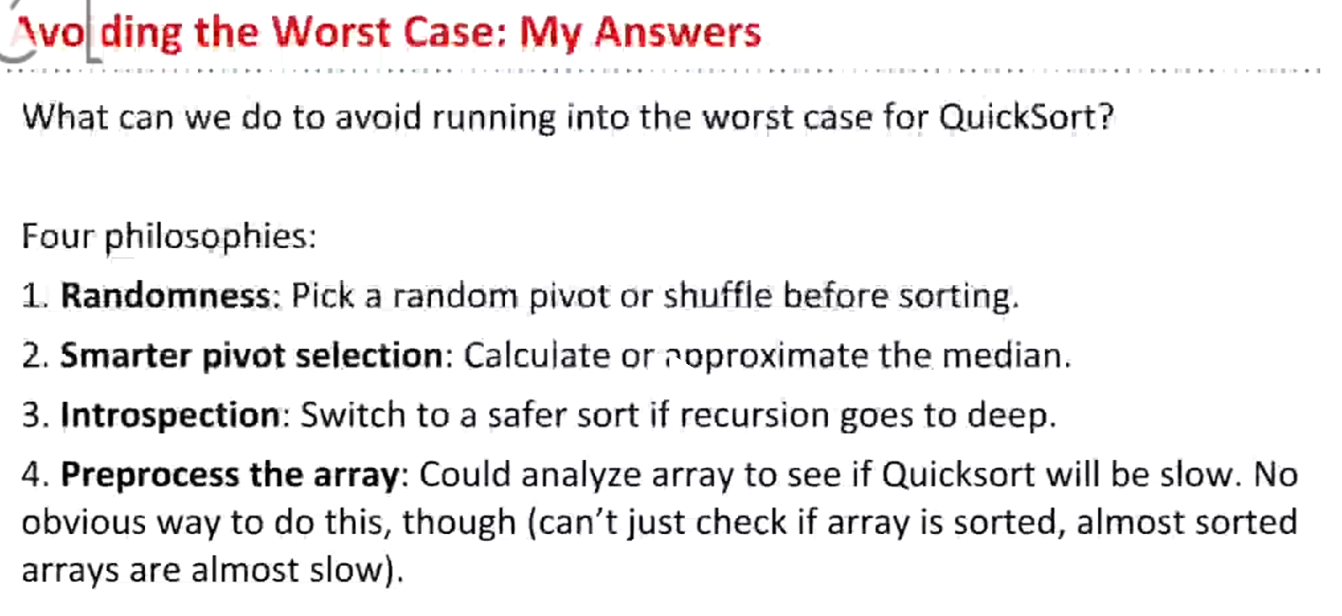 Avoiding the Worst Case: My Answers
What can we do to avoid running into the worst case for QuickSort?
Four philosophies:
1. Randomness: Pick a random pivot or shuffle before sorting.
2. Smarter pivot selection: Calculate or approximate the median.
3. Introspection: Switch to a safer sort if recursion goes to deep.
4. Preprocess the array: Could analyze array to see if Quicksort will be slow. No
obvious way to do this, though (can't just check if array is sorted, almost sorted
arrays are almost slow).